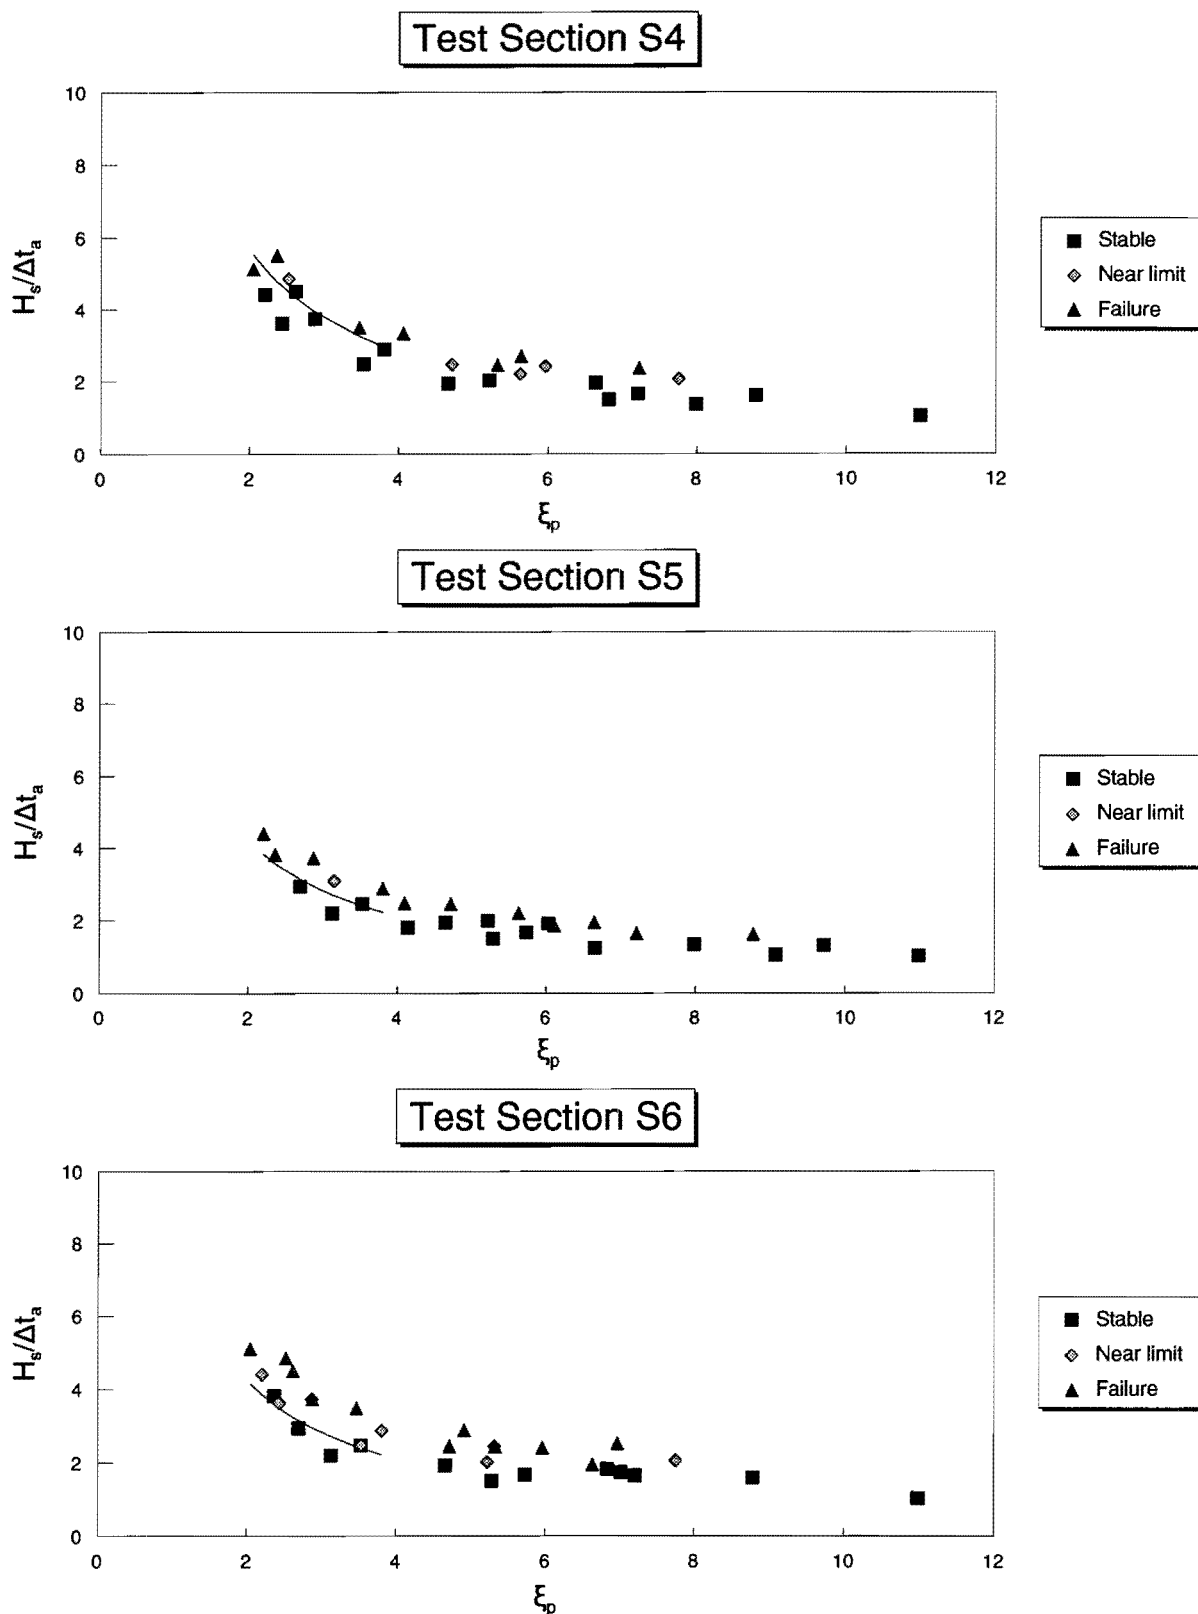 Test Section S4
10
8
6
4
2
0
H_s/Δt_a
0 2 4 6 8 10 12
ξ_p
Stable
Near limit
Failure
Test Section S5
10
8
6
4
2
0
H_s/Δt_a
0 2 4 6 8 10 12
ξ_p
Stable
Near limit
Failure
Test Section S6
10
8
6
4
2
0
H_s/Δt_a
0 2 4 6 8 10 12
ξ_p
Stable
Near limit
Failure